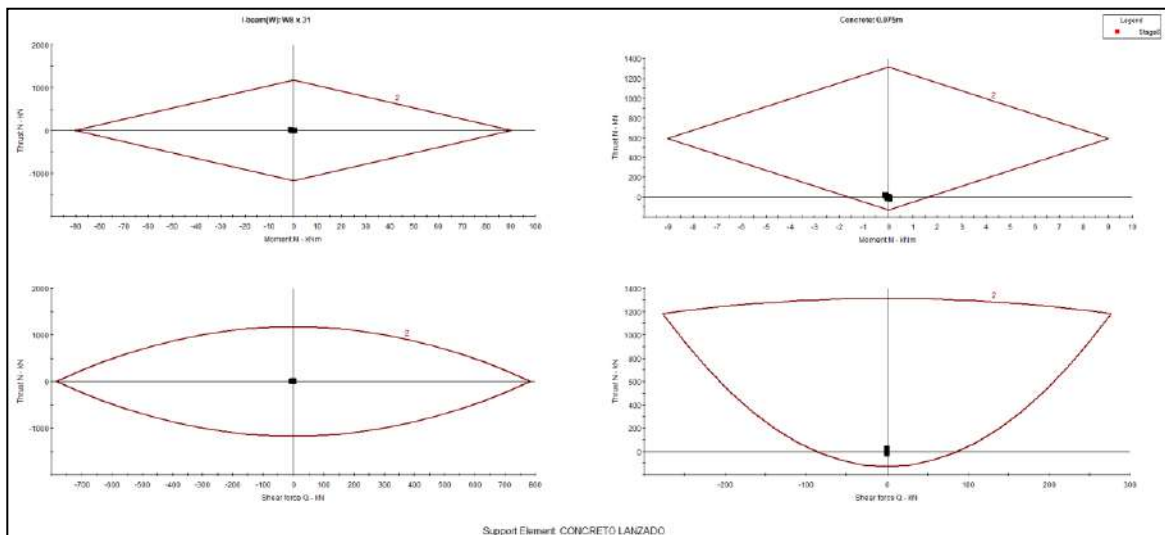 I-beam(W): W8 x 31
Concrete: 0.075m
Legend
2000
1000
0
-1000
Thrust N - kN
2
-90 -80 -70 -60 -50 -40 -30 -20 -10 0 10 20 30 40 50 60 70 80 90 100
Moment M - kNm
1400
1200
1000
800
600
400
200
0
Thrust N - kN
2
-9 -8 -7 -6 -5 -4 -3 -2 -1 0 1 2 3 4 5 6 7 8 9 10
Moment M - kNm
2000
1000
0
-1000
Thrust N - kN
2
-700 -600 -500 -400 -300 -200 -100 0 100 200 300 400 500 600 700 800
Shear force Q - kN
1400
1200
1000
800
600
400
200
0
Thrust N - kN
2
-200 -100 0 100 200 300
Shear force Q - kN
Support Element: CONCRETO LANZADO